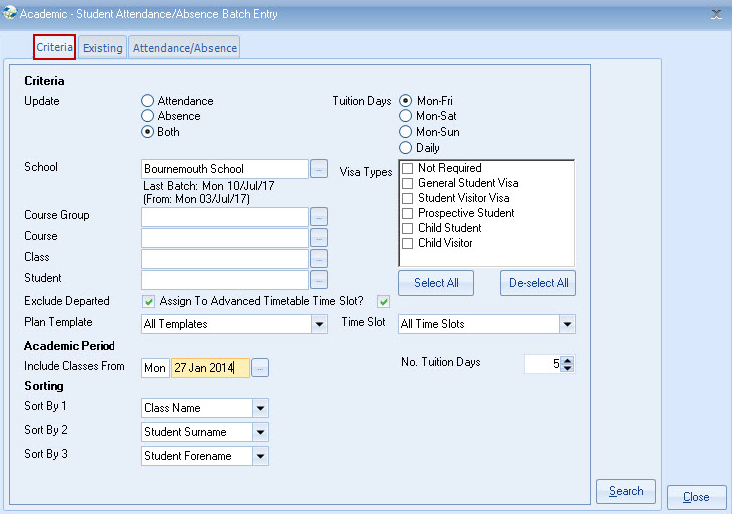 Academic - Student Attendance/Absence Batch Entry
Criteria Existing Attendance/Absence
Criteria
Update Attendance Tuition Days Mon-Fri
Absence Mon-Sat
Both Mon-Sun
Daily
School Bournemouth School ... Visa Types Not Required
Last Batch: Mon 10/Jul/17 General Student Visa
(From: Mon 03/Jul/17) Student Visitor Visa
Course Group ... Prospective Student
Course ... Child Student
Class ... Child Visitor
Student ... Select All De-select All
Exclude Departed Assign To Advanced Timetable Time Slot?
Plan Template All Templates Time Slot All Time Slots
Academic Period
Include Classes From Mon 27 Jan 2014 ... No. Tuition Days 5
Sorting
Sort By 1 Class Name
Sort By 2 Student Surname
Sort By 3 Student Forename
Search Close